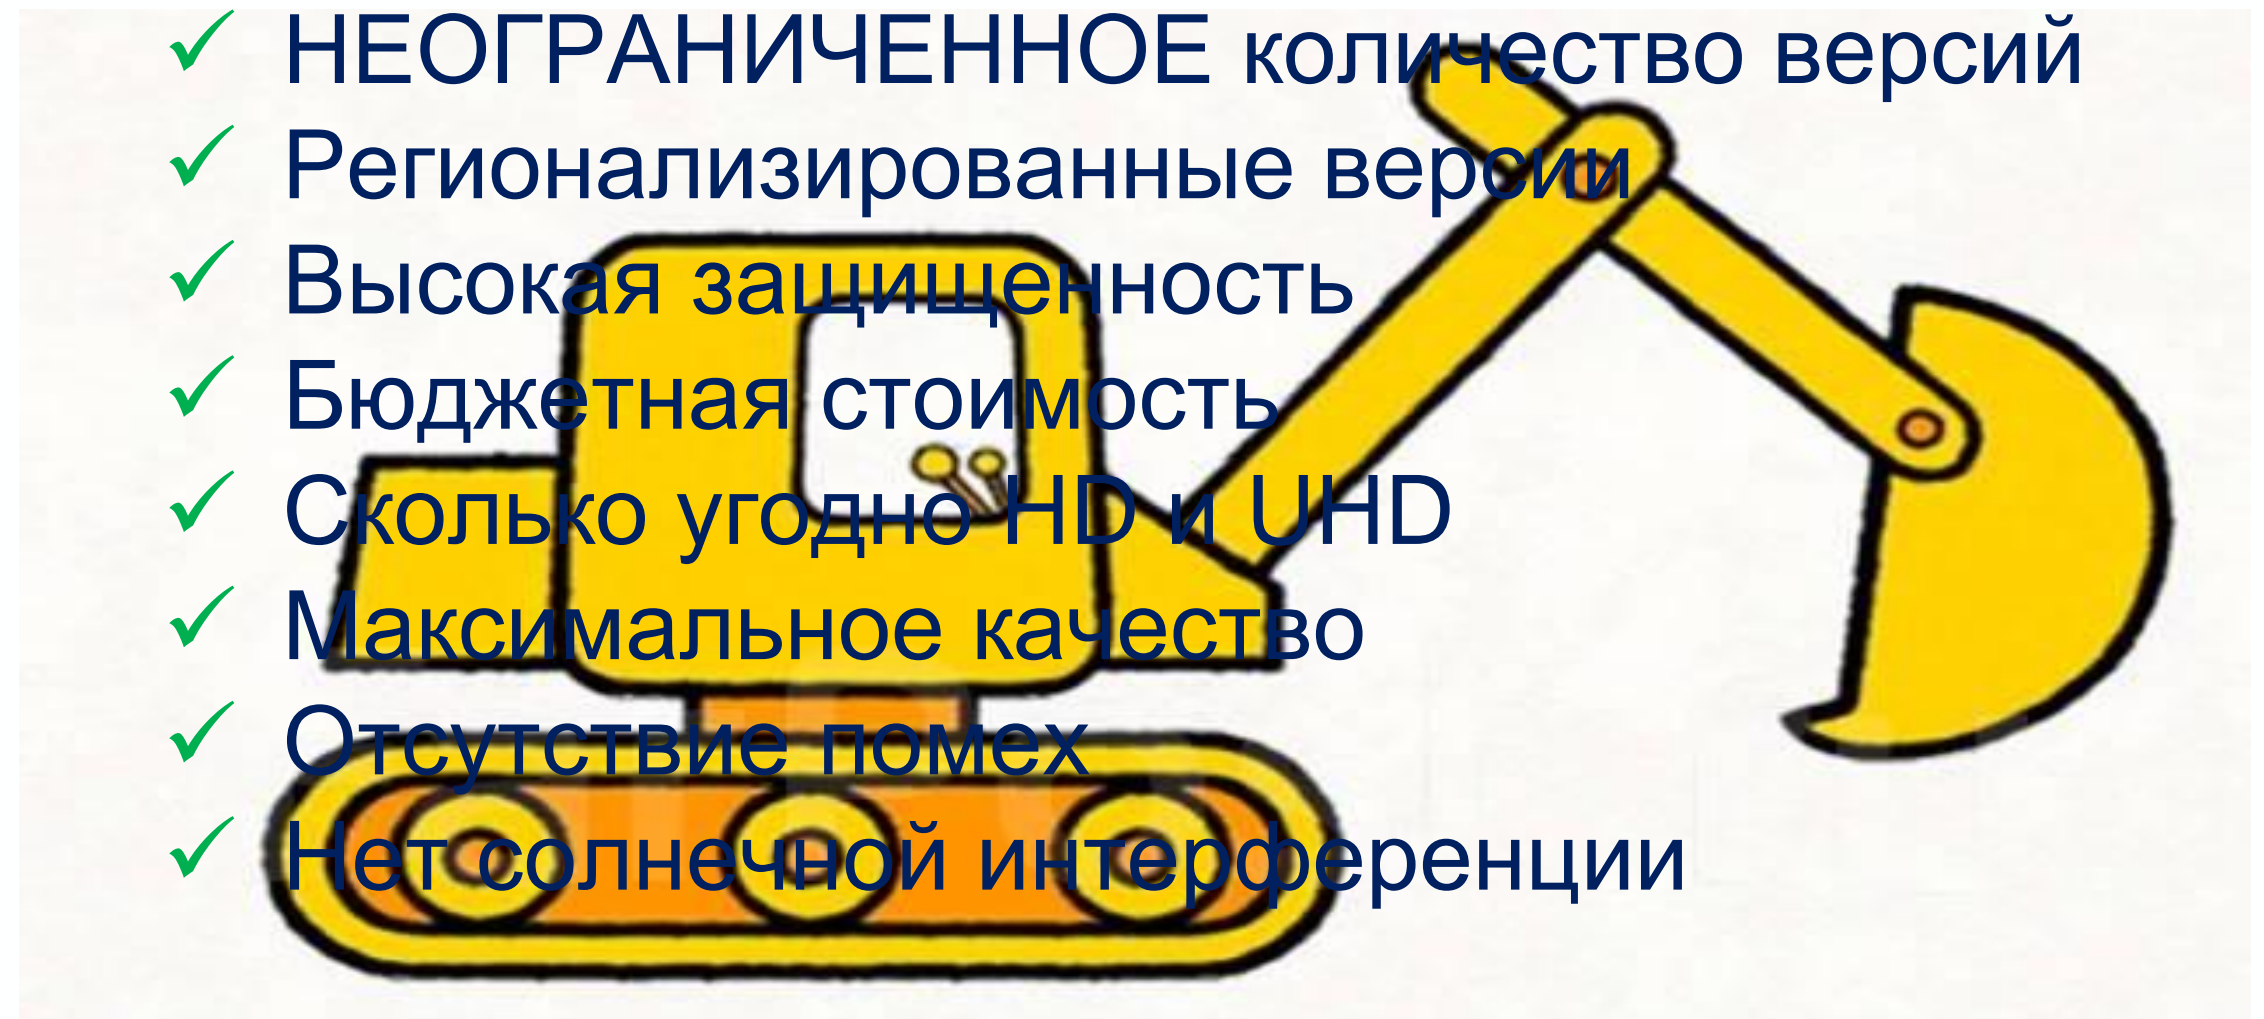 ✓ НЕОГРАНИЧЕННОЕ количество версий
✓ Регионализированные версии
✓ Высокая защищенность
✓ Бюджетная стоимость
✓ Сколько угодно HD и UHD
✓ Максимальное качество
✓ Отсутствие помех
✓ Нет солнечной интерференции